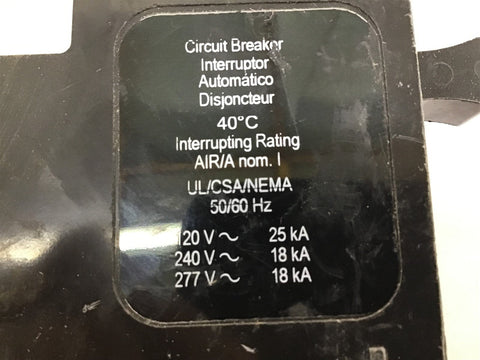 Circuit Breaker
Interruptor
Automático
Disjoncteur
40°C
Interrupting Rating
AIR/A nom. I
UL/CSA/NEMA
50/60 Hz
120 V ~ 25 kA
240 V ~ 18 kA
277 V ~ 18 kA